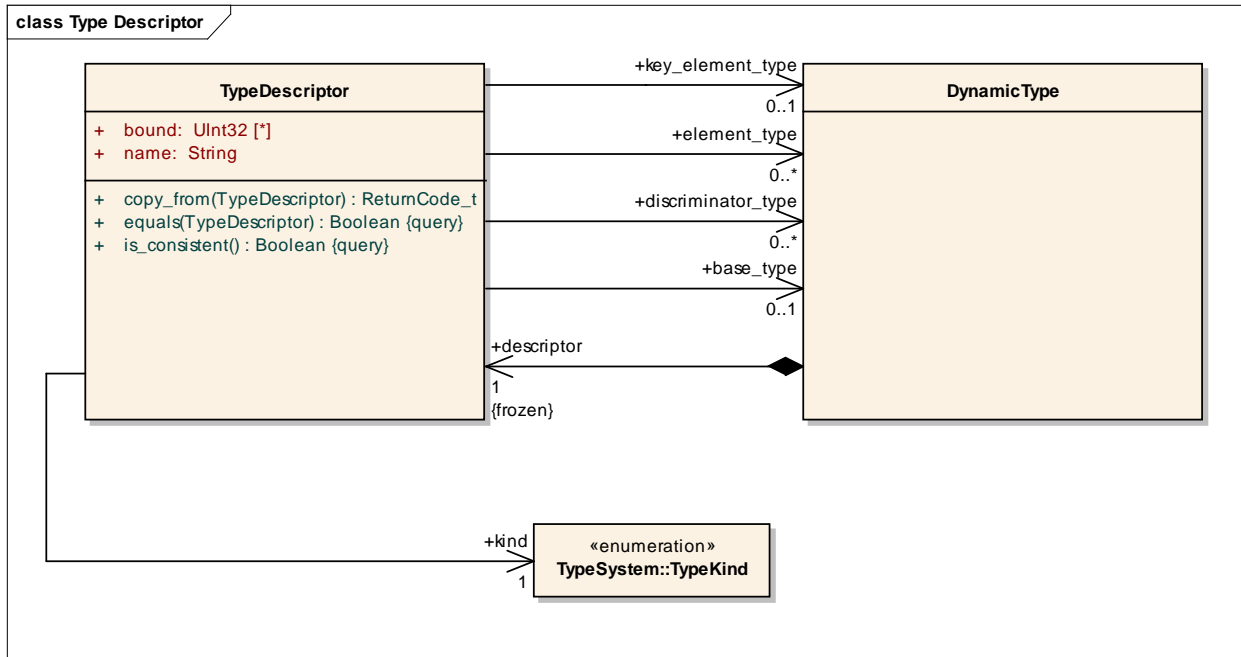 class Type Descriptor
TypeDescriptor
+ bound: UInt32 [*]
+ name: String
+ copy_from(TypeDescriptor) : ReturnCode_t
+ equals(TypeDescriptor) : Boolean {query}
+ is_consistent() : Boolean {query}
+key_element_type
0..1
+element_type
0..*
+discriminator_type
0..*
+base_type
0..1
+descriptor
1
{frozen}
DynamicType
+kind
1
«enumeration»
TypeSystem::TypeKind